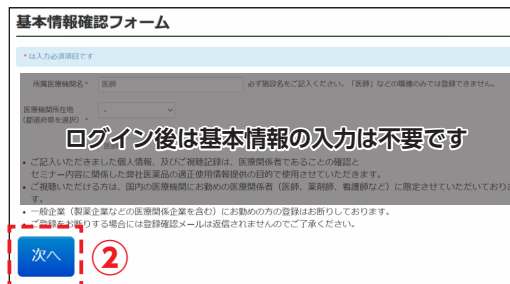 基本情報確認フォーム
* は入力必須項目です
所属医療機関名 * 医師 必ず施設名をご記入ください。「医師」などの職種のみでは登録できません。
医療機関所在地 -
(都道府県を選択) *
ログイン後は基本情報の入力は不要です
• ご記入いただきました個人情報、及びご視聴記録は、医療関係者であることの確認と
セミナー内容に関係した弊社医薬品の適正使用情報提供の目的で使用させていただきます。
• ご視聴いただける方は、国内の医療機関にお勤めの医療関係者(医師、薬剤師、看護師など)に限定させていただいており
す。
• 一般企業(製薬企業などの医療関係企業を含む)にお勤めの方の登録はお断りしております。
• ご登録をお断りする場合には登録確認メールは返信されませんのでご了承ください。
次へ ②